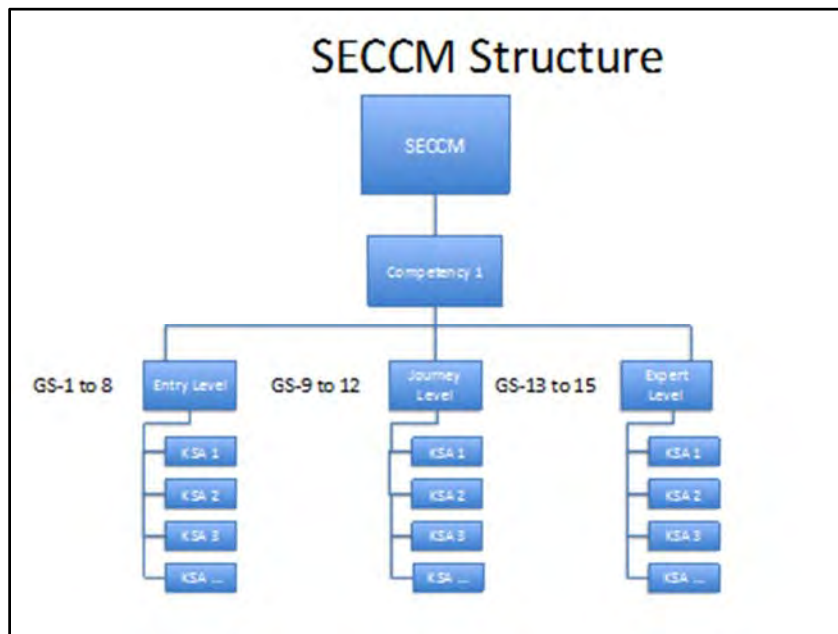 SECCM Structure
SECCM
Competency 1
GS-1 to 8
Entry Level
GS-9 to 12
Journey
Level
GS-13 to 15
Expert
Level
KSA 1
KSA 2
KSA 3
KSA ...
KSA 1
KSA 2
KSA 3
KSA ...
KSA 1
KSA 2
KSA 3
KSA ...